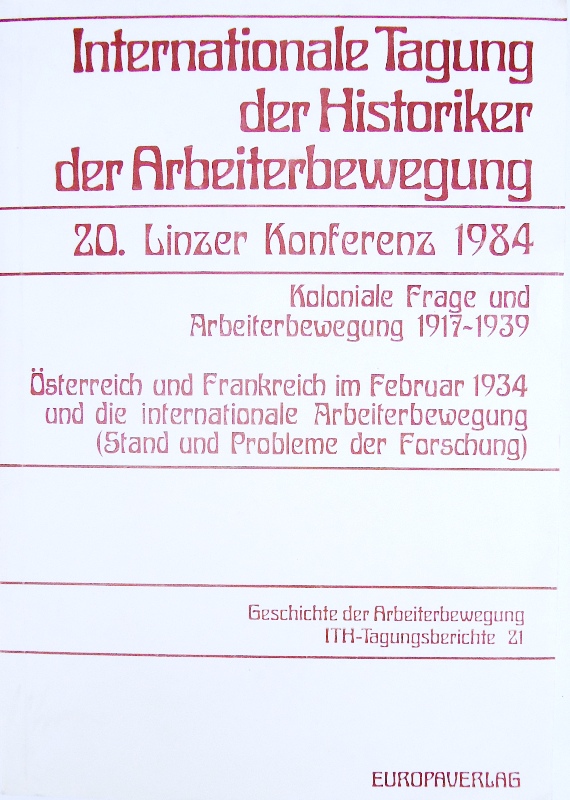 Internationale Tagung
der Historiker
der Arbeiterbewegung
20. Linzer Konferenz 1984
Koloniale Frage und
Arbeiterbewegung 1917-1939
Österreich und Frankreich im Februar 1934
und die internationale Arbeiterbewegung
(Stand und Probleme der Forschung)
Geschichte der Arbeiterbewegung
ITH-Tagungsberichte 21
EUROPAVERLAG